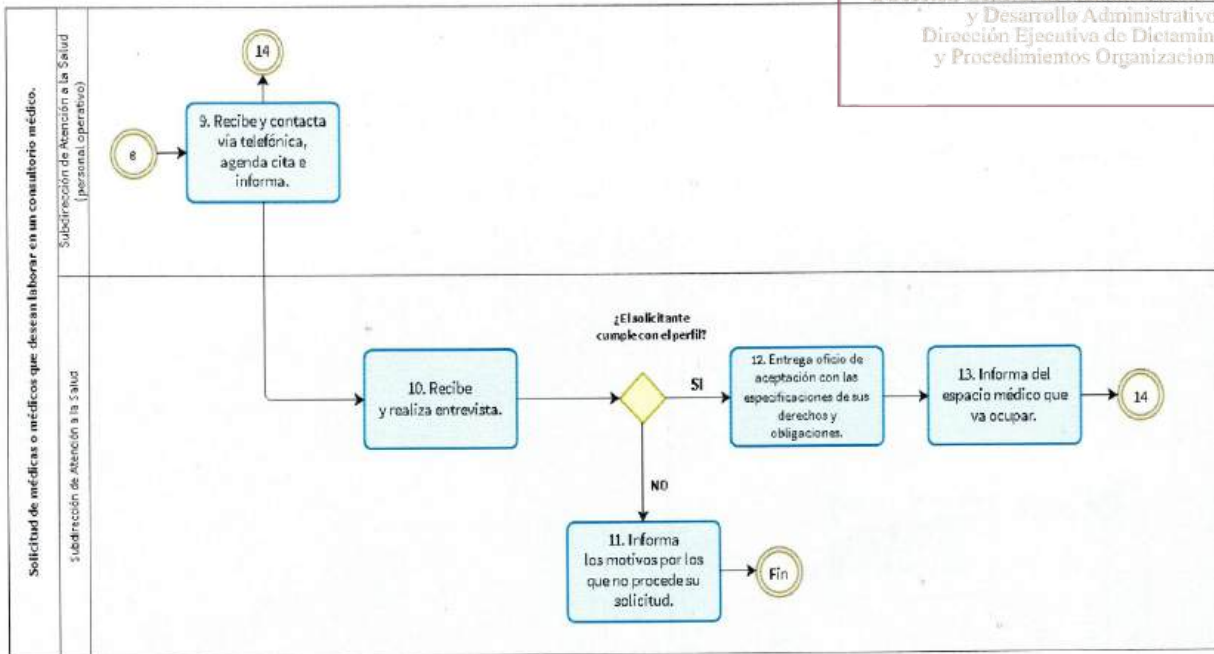 y Desarrollo Administrativo
Dirección Ejecutiva de Dictamin
y Procedimientos Organizacion
Solicitud de médicas o médicos que desean laborar en un consultorio médico.
Subdirección de Atención a la Salud
(personal operativo)
14
8
9. Recibe y contacta
vía telefónica,
agenda cita e
informa.
Subdirección de Atención a la Salud
10. Recibe
y realiza entrevista.
¿El solicitante
cumple con el perfil?
SI
12. Entrega oficio de
aceptación con las
especificaciones de sus
derechos y
obligaciones.
13. Informa del
espacio médico que
va ocupar.
14
NO
11. Informa
los motivos por los
que no procede su
solicitud.
Fin